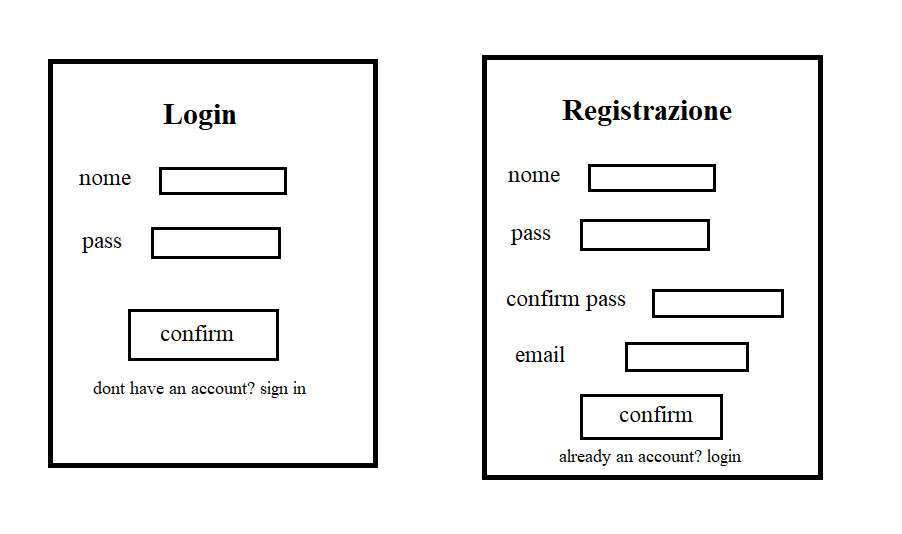 Login
nome
pass
confirm
dont have an account? sign in
Registrazione
nome
pass
confirm pass
email
confirm
already an account? login